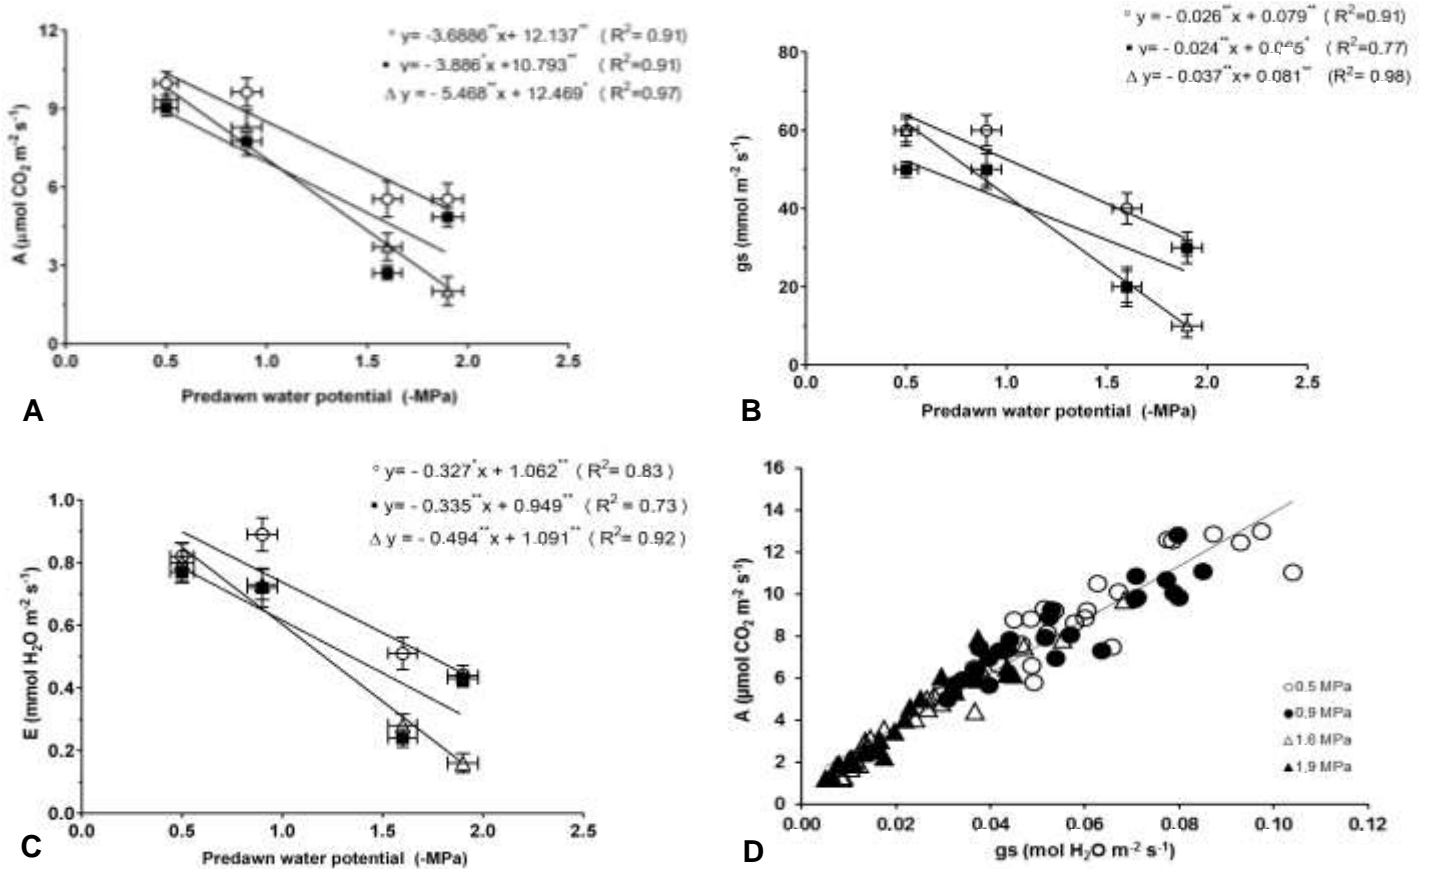 ° y= -3.6886**x+ 12.137** ( R²= 0.91)
■ y= - 3.886*x +10.793** (R²=0.91)
△ y = - 5.468**x + 12.469* (R²=0.97)
12
9
6
3
0
A (µmol CO₂ m⁻² s⁻¹)
0.0 0.5 1.0 1.5 2.0 2.5
Predawn water potential (-MPa)
A
° y = - 0.026**x + 0.079** ( R²=0.91)
■ y= - 0.024**x + (R²=0.77)
△ y= - 0.037**x+ 0.081** (R²= 0.98)
80
60
40
20
0
gs (mmol m⁻² s⁻¹)
0.0 0.5 1.0 1.5 2.0 2.5
Predawn water potential (-MPa)
B
° y= - 0.327*x + 1.062** ( R²= 0.83 )
■ y= - 0.335**x + 0.949** ( R² = 0.73 )
△ y = - 0.494**x + 1.091** ( R²= 0.92 )
1.0
0.8
0.6
0.4
0.2
0.0
E (mmol H₂O m⁻² s⁻¹)
0.0 0.5 1.0 1.5 2.0 2.5
Predawn water potential (-MPa)
C
16
14
12
10
8
6
4
2
0
A (µmol CO₂ m⁻² s⁻¹)
○0.5 MPa
●0.9 MPa
△1.6 MPa
▲1.9 MPa
0.00 0.02 0.04 0.06 0.08 0.10 0.12
gs (mol H₂O m⁻² s⁻¹)
D